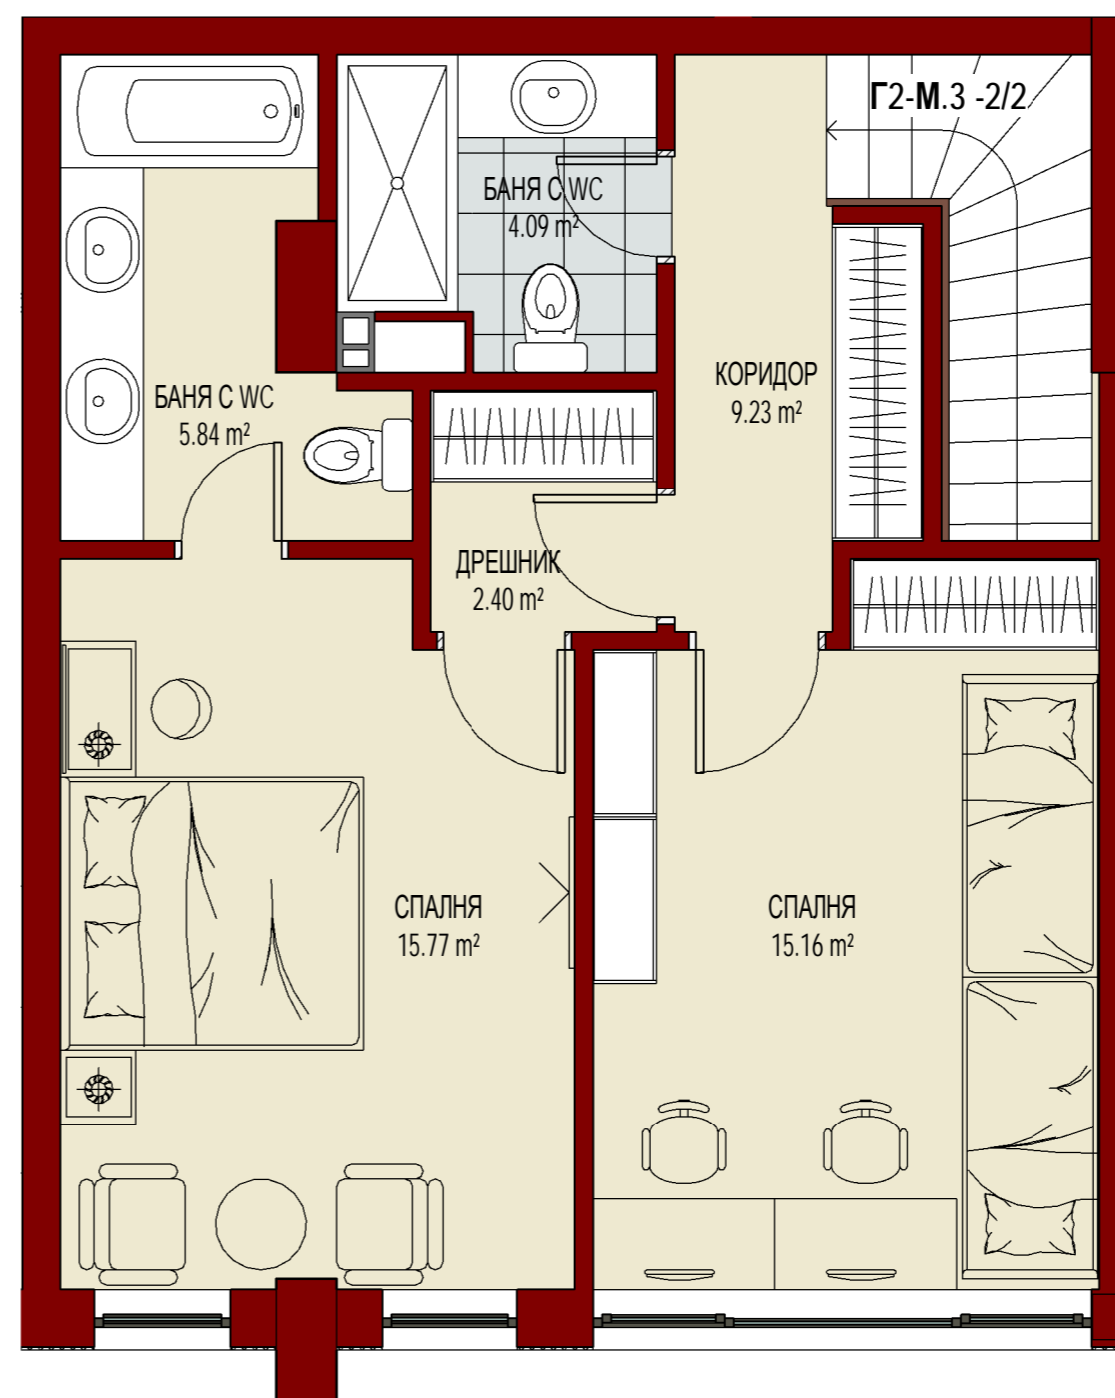 Г2-М.3 -2/2
БАНЯ С WC
4.09 m²
КОРИДОР
9.23 m²
БАНЯ С WC
5.84 m²
ДРЕШНИК
2.40 m²
СПАЛНЯ
15.77 m²
СПАЛНЯ
15.16 m²